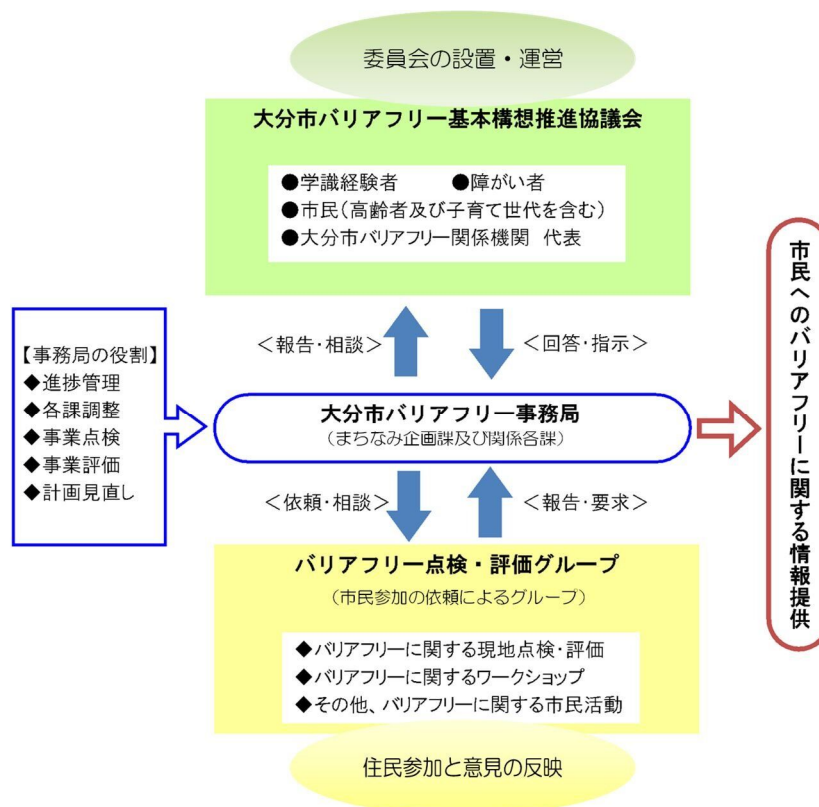 委員会の設置・運営
大分市バリアフリー基本構想推進協議会
●学識経験者 ●障がい者
●市民(高齢者及び子育て世代を含む)
●大分市バリアフリー関係機関 代表
<報告・相談>
<回答・指示>
【事務局の役割】
◆進捗管理
◆各課調整
◆事業点検
◆事業評価
◆計画見直し
大分市バリアフリー事務局
(まちなみ企画課及び関係各課)
<依頼・相談>
<報告・要求>
バリアフリー点検・評価グループ
(市民参加の依頼によるグループ)
◆バリアフリーに関する現地点検・評価
◆バリアフリーに関するワークショップ
◆その他、バリアフリーに関する市民活動
住民参加と意見の反映
市民へのバリアフリーに関する情報提供